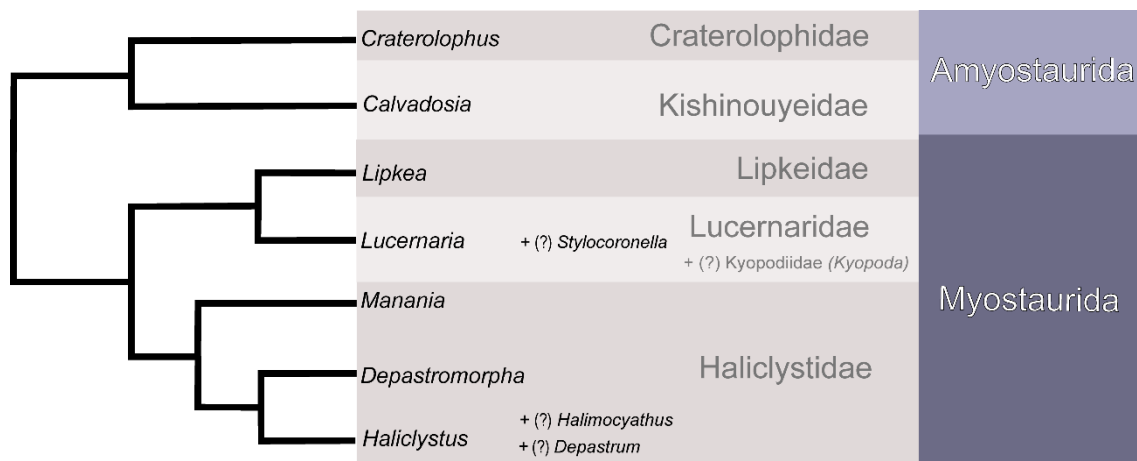 Craterolophus
Craterolophidae
Amyostaurida
Calvadosia
Kishinouyeidae
Lipkea
Lipkeidae
Lucernaria
+ (?) Stylocoronella
Lucernaridae
+ (?) Kyopodiidae (Kyopoda)
Myostaurida
Manania
Depastromorpha
Haliclystidae
Haliclystus
+ (?) Halimocyathus
+ (?) Depastrum